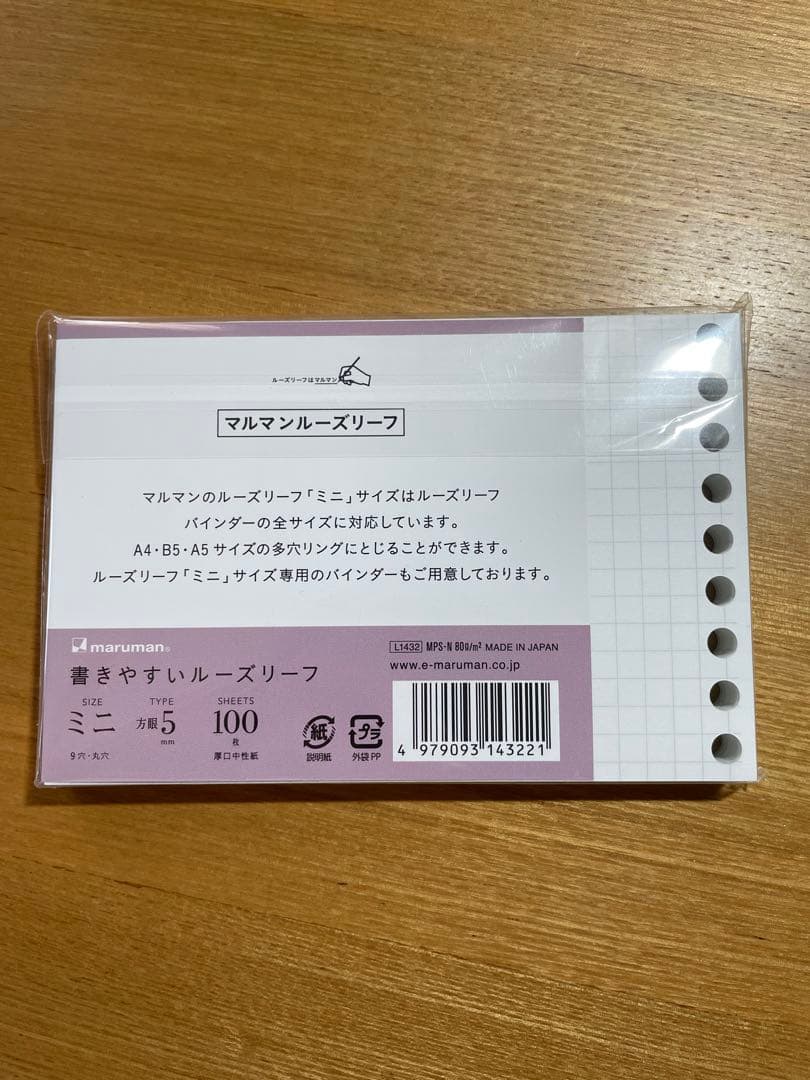 ルーズリーフはマルマン
マルマンルーズリーフ
マルマンのルーズリーフ「ミニ」サイズはルーズリーフ
バインダーの全サイズに対応しています。
A4・B5・A5サイズの多穴リングにとじることができます。
ルーズリーフ「ミニ」サイズ専用のバインダーもご用意しております。
maruman®
書きやすいルーズリーフ
SIZE
ミニ
9穴・丸穴
TYPE
方眼5
mm
SHEETS
100
枚
厚口中性紙
紙
説明紙
プラ
外袋PP
L1432 MPS-N 80g/m² MADE IN JAPAN
www.e-maruman.co.jp
4 979093 143221